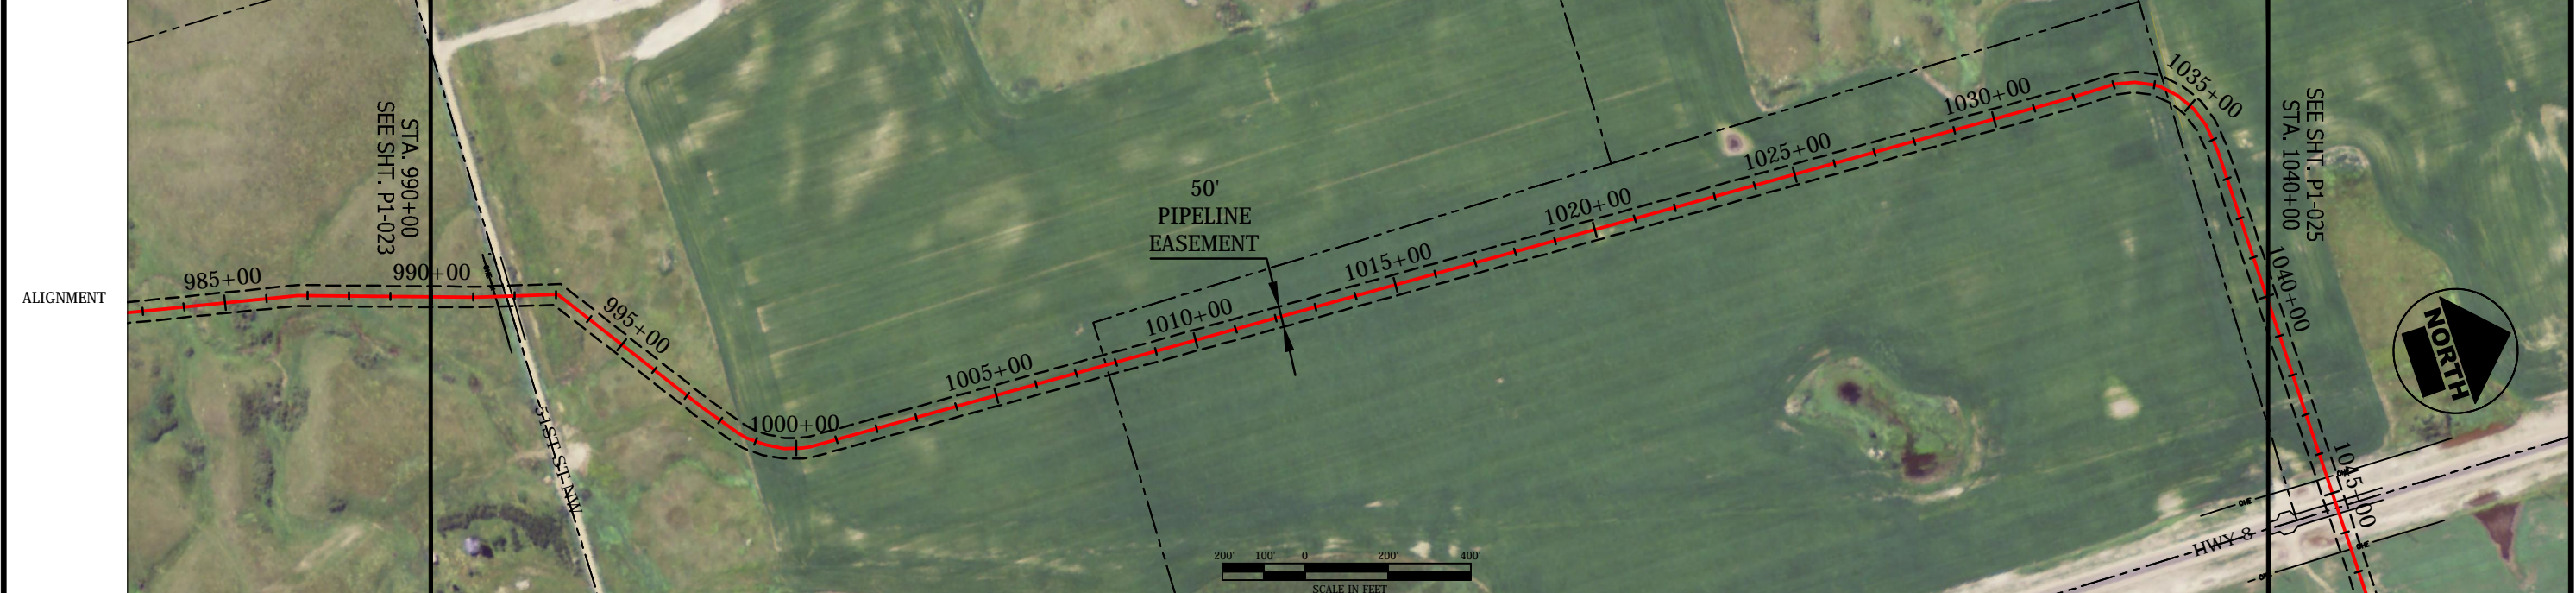 ALIGNMENT
STA. 990+00
SEE SHT. P1-023
985+00
990+00
995+00
1000+00
1005+00
1010+00
1015+00
1020+00
1025+00
1030+00
1035+00
1040+00
1045+00
50'
PIPELINE
EASEMENT
51ST ST NW
SEE SHT. P1-025
STA. 1040+00
NORTH
HWY 8
OHE
OHE
OHE
200' 100' 0 200' 400'
SCALE IN FEET